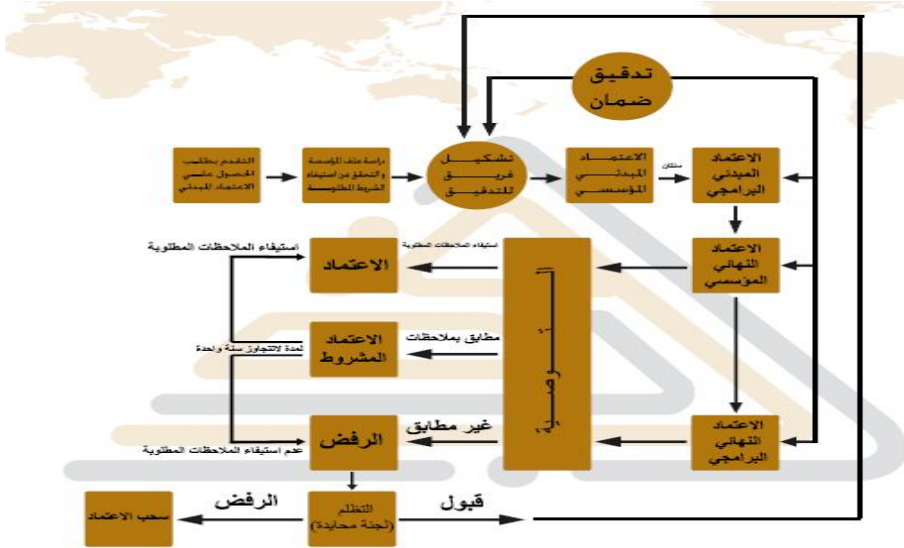 تدقيق
ضمان
التقدم بطلب
الحصول على
الاعتماد المبدئي
دراسة ملف المؤسسة
والتحقق من استيفاء
الشروط المطلوبة
تشكيل
فريق
للتدقيق
الاعتماد
المبدئي
المؤسسي
سنتان
الاعتماد
المبدئي
البرامجي
استيفاء الملاحظات المطلوبة
الاعتماد
استيفاء الملاحظات المطلوبة
التوصية
الاعتماد
النهائي
المؤسسي
لمدة لاتتجاوز سنة واحدة
الاعتماد
المشروط
مطابق بملاحظات
عدم استيفاء الملاحظات المطلوبة
الرفض
غير مطابق
الاعتماد
النهائي
البرامجي
سحب الاعتماد
الرفض
التظلم
(لجنة محايدة)
قبول